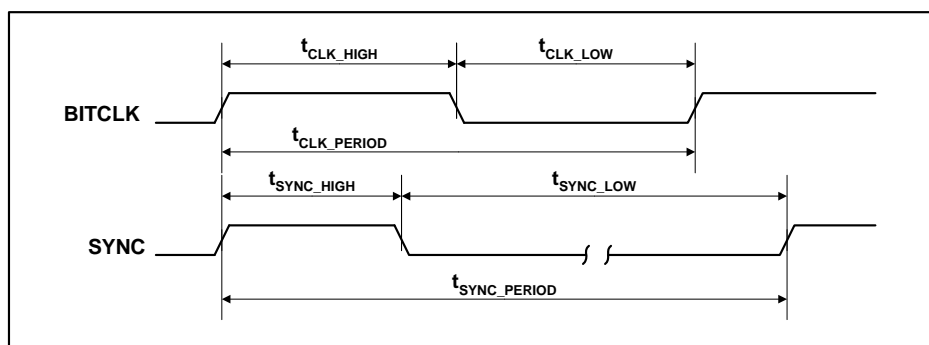 tCLK_HIGH tCLK_LOW
BITCLK
tCLK_PERIOD
tSYNC_HIGH tSYNC_LOW
SYNC
tSYNC_PERIOD